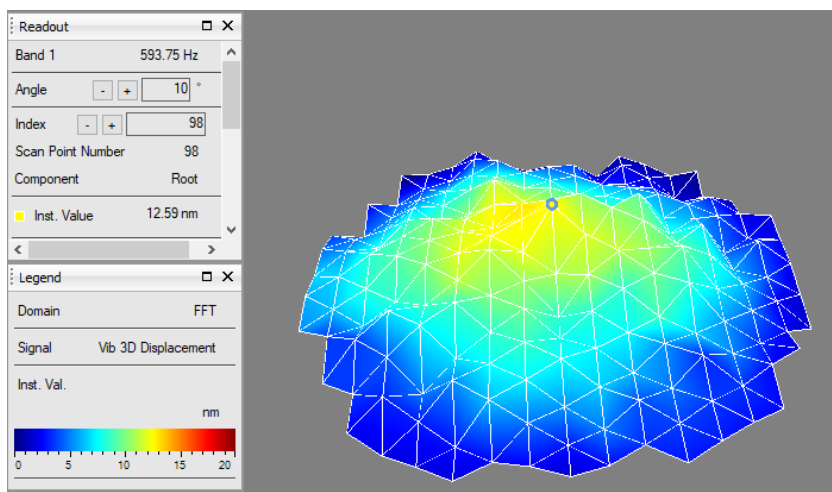 Readout
Band 1 593.75 Hz
Angle - + 10 °
Index - + 98
Scan Point Number 98
Component Root
Inst. Value 12.59 nm
Legend
Domain FFT
Signal Vib 3D Displacement
Inst. Val.
nm
0 5 10 15 20